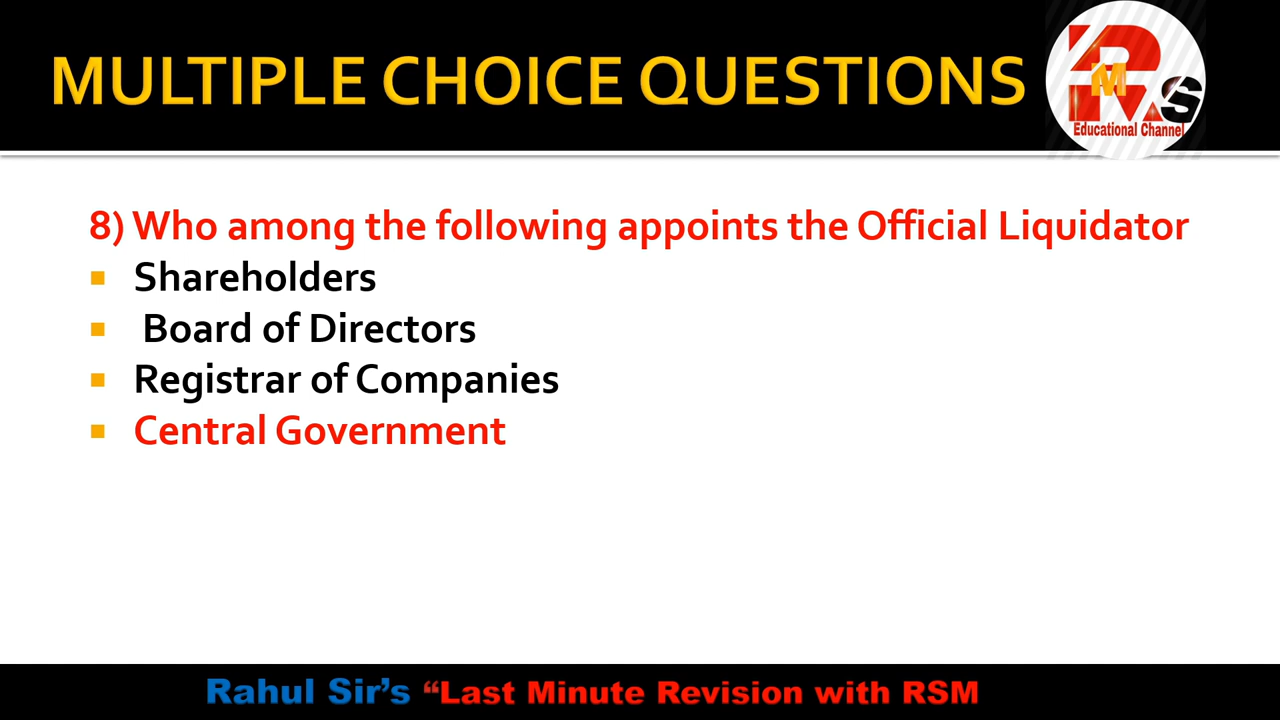 MULTIPLE CHOICE QUESTIONS
RMS
Educational Channel
8) Who among the following appoints the Official Liquidator
▪ Shareholders
▪ Board of Directors
▪ Registrar of Companies
▪ Central Government
Rahul Sir's “Last Minute Revision with RSM